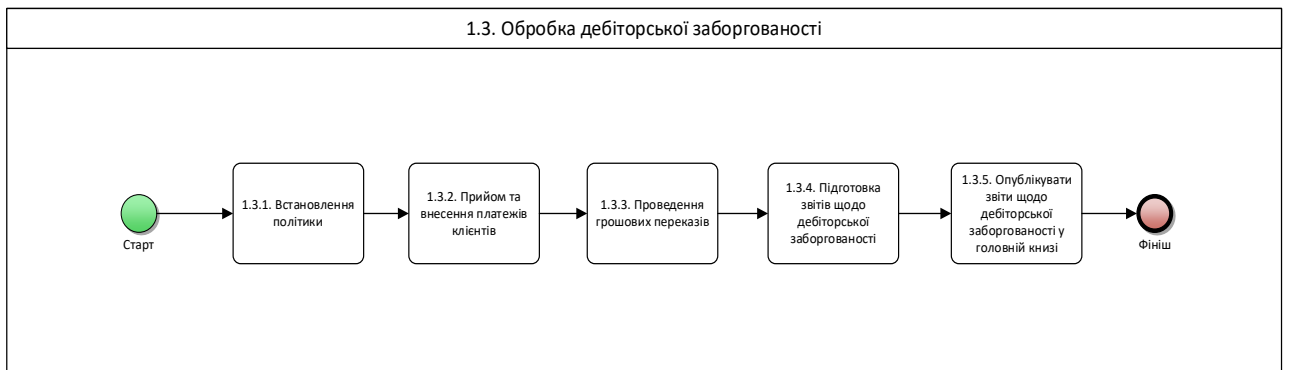 1.3. Обробка дебіторської заборгованості
Старт
1.3.1. Встановлення
політики
1.3.2. Прийом та
внесення платежів
клієнтів
1.3.3. Проведення
грошових переказів
1.3.4. Підготовка
звітів щодо
дебіторської
заборгованості
1.3.5. Опублікувати
звіти щодо
дебіторської
заборгованості у
головній книзі
Фініш